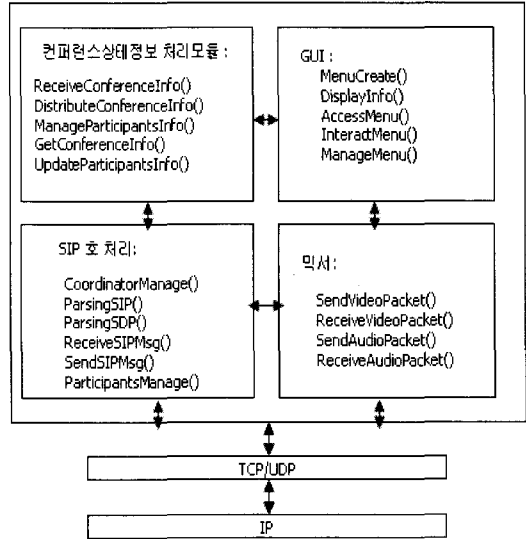 컨퍼런스상태정보 처리모듈 :
ReceiveConferenceInfo()
DistributeConferenceInfo()
ManageParticipantsInfo()
GetConferenceInfo()
UpdateParticipantsInfo()
GUI :
MenuCreate()
DisplayInfo()
AccessMenu()
InteractMenu()
ManageMenu()
SIP 호 처리:
CoordinatorManage()
ParsingSIP()
ParsingSDP()
ReceiveSIPMsg()
SendSIPMsg()
ParticipantsManage()
믹서:
SendVideoPacket()
ReceiveVideoPacket()
SendAudioPacket()
ReceiveAudioPacket()
TCP/UDP
IP